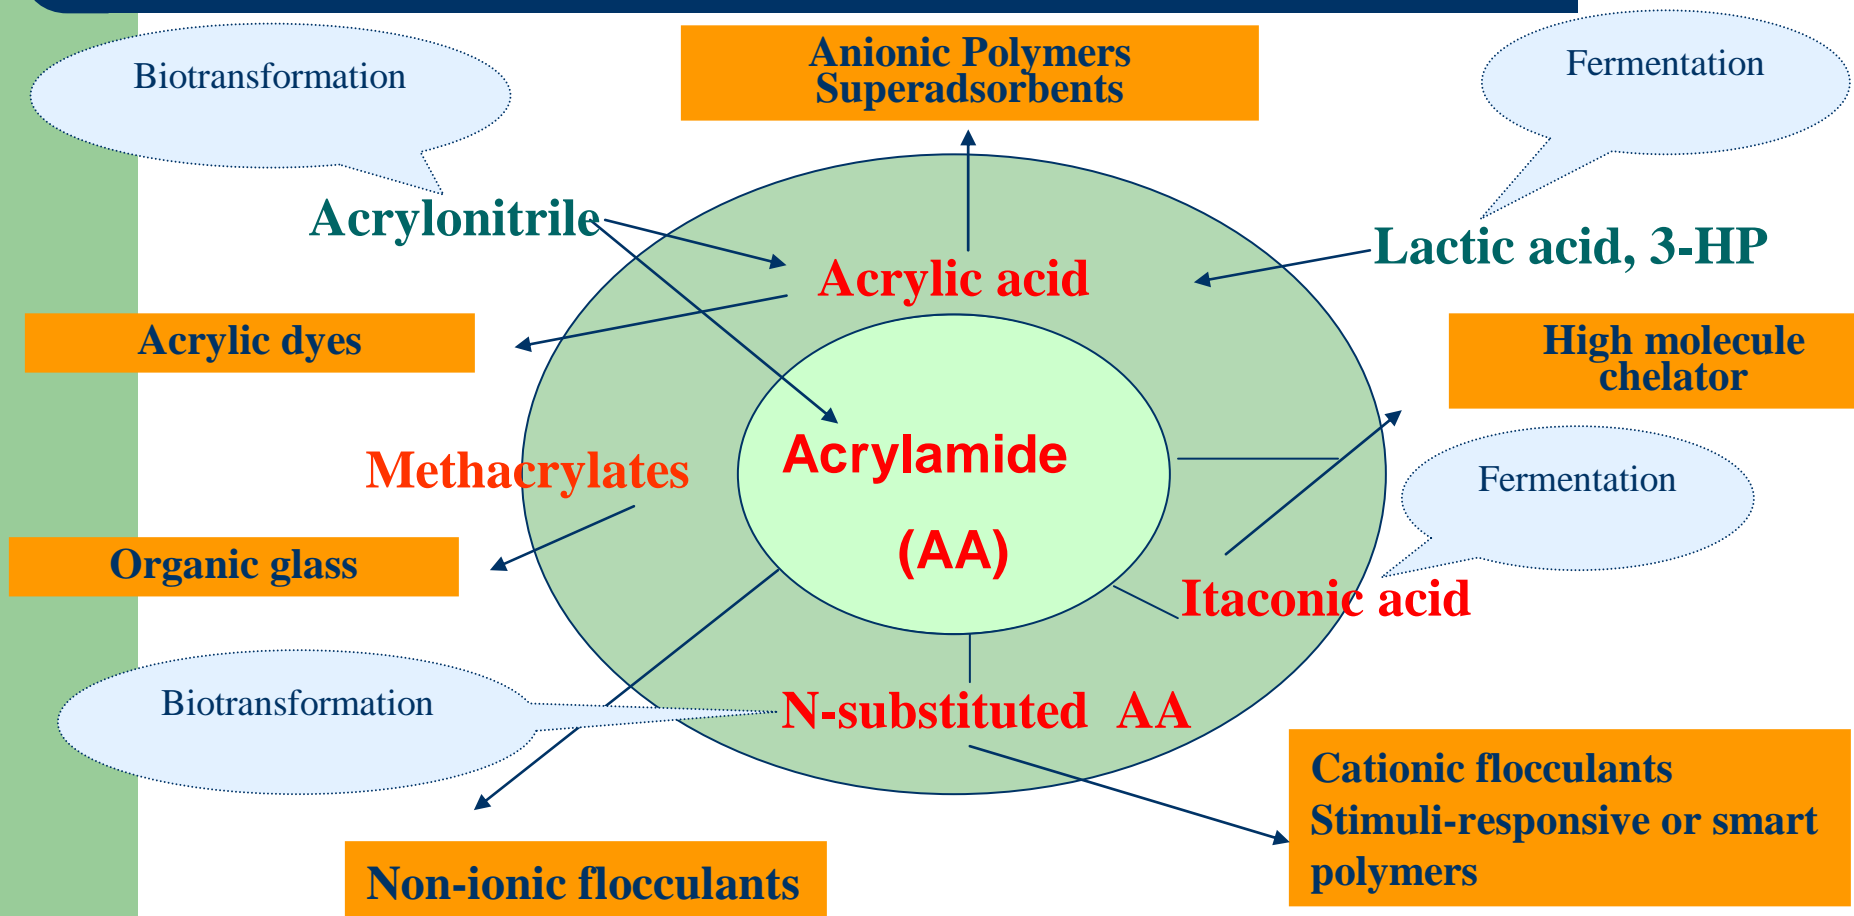 Biotransformation
Anionic Polymers
Superadsorbents
Fermentation
Acrylonitrile
Lactic acid, 3-HP
Acrylic acid
Acrylic dyes
High molecule
chelator
Methacrylates
Acrylamide
(AA)
Fermentation
Organic glass
Itaconic acid
Biotransformation
N-substituted AA
Cationic flocculants
Stimuli-responsive or smart
polymers
Non-ionic flocculants